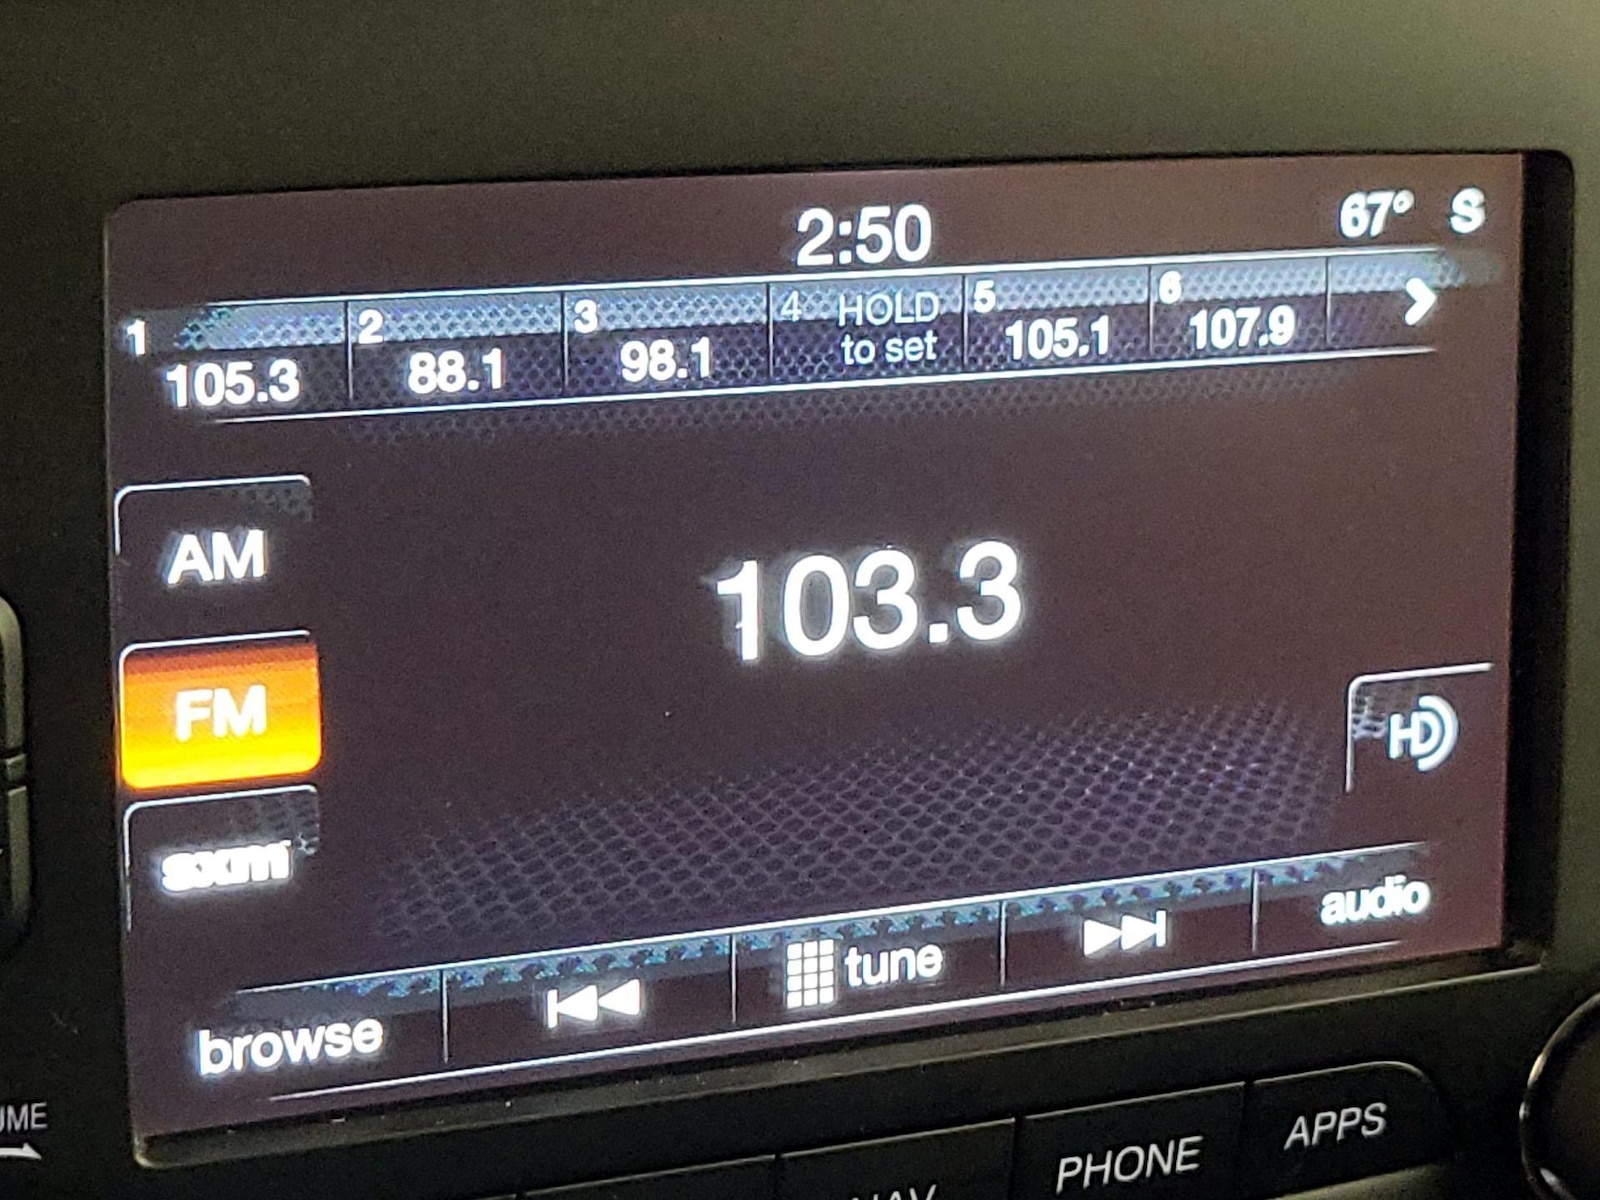 2:50
67° S
1 2 3 4 HOLD 5 6
105.3 88.1 98.1 to set 105.1 107.9
AM
103.3
FM
HD
sxm
browse tune audio
NAV PHONE APPS